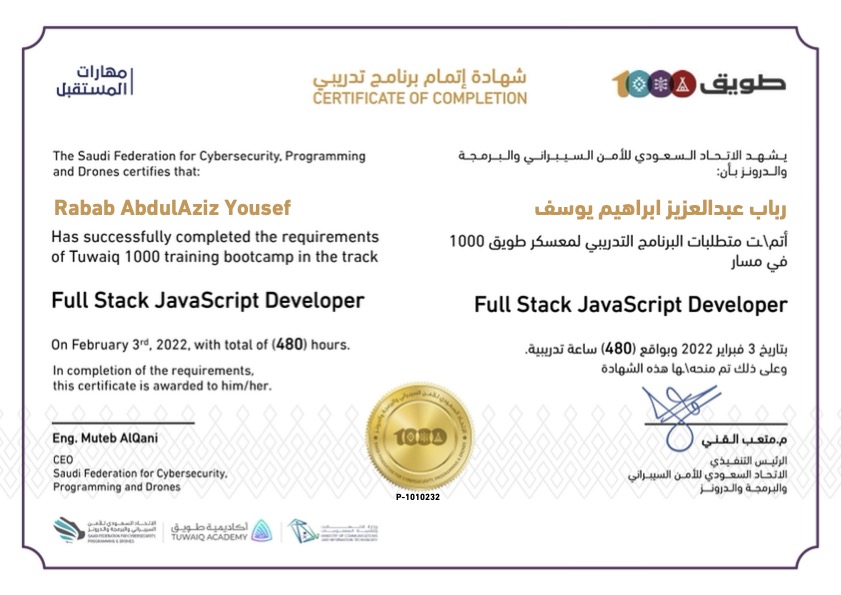 مهارات
المستقبل
شهادة إتمام برنامج تدريبي
CERTIFICATE OF COMPLETION
1000 طويق
The Saudi Federation for Cybersecurity, Programming
and Drones certifies that:
Rabab AbdulAziz Yousef
Has successfully completed the requirements
of Tuwaiq 1000 training bootcamp in the track
Full Stack JavaScript Developer
On February 3rd, 2022, with total of (480) hours.
In completion of the requirements,
this certificate is awarded to him/her.
Eng. Muteb AlQani
CEO
Saudi Federation for Cybersecurity,
Programming and Drones
يشهد الاتحاد السعودي للأمن السيبراني والبرمجة
والدرونز بأن:
رباب عبدالعزيز ابراهيم يوسف
أتم\ـت متطلبات البرنامج التدريبي لمعسكر طويق 1000
في مسار
Full Stack JavaScript Developer
بتاريخ 3 فبراير 2022 وبواقع (480) ساعة تدريبية.
وعلى ذلك تم منحه\ـها هذه الشهادة
م.متعب القني
الرئيس التنفيذي
الاتحاد السعودي للأمن السيبراني
والبرمجة والدرونز
1000
P-1010232
الاتحاد السعودي للأمن
السيبراني والبرمجة والدرونز
SAUDI FEDERATION FOR CYBERSECURITY
PROGRAMMING & DRONES
أكاديمية طويق
TUWAIQ ACADEMY
وزارة الاتصالات
وتقنية المعلومات
MINISTRY OF COMMUNICATIONS
AND INFORMATION TECHNOLOGY